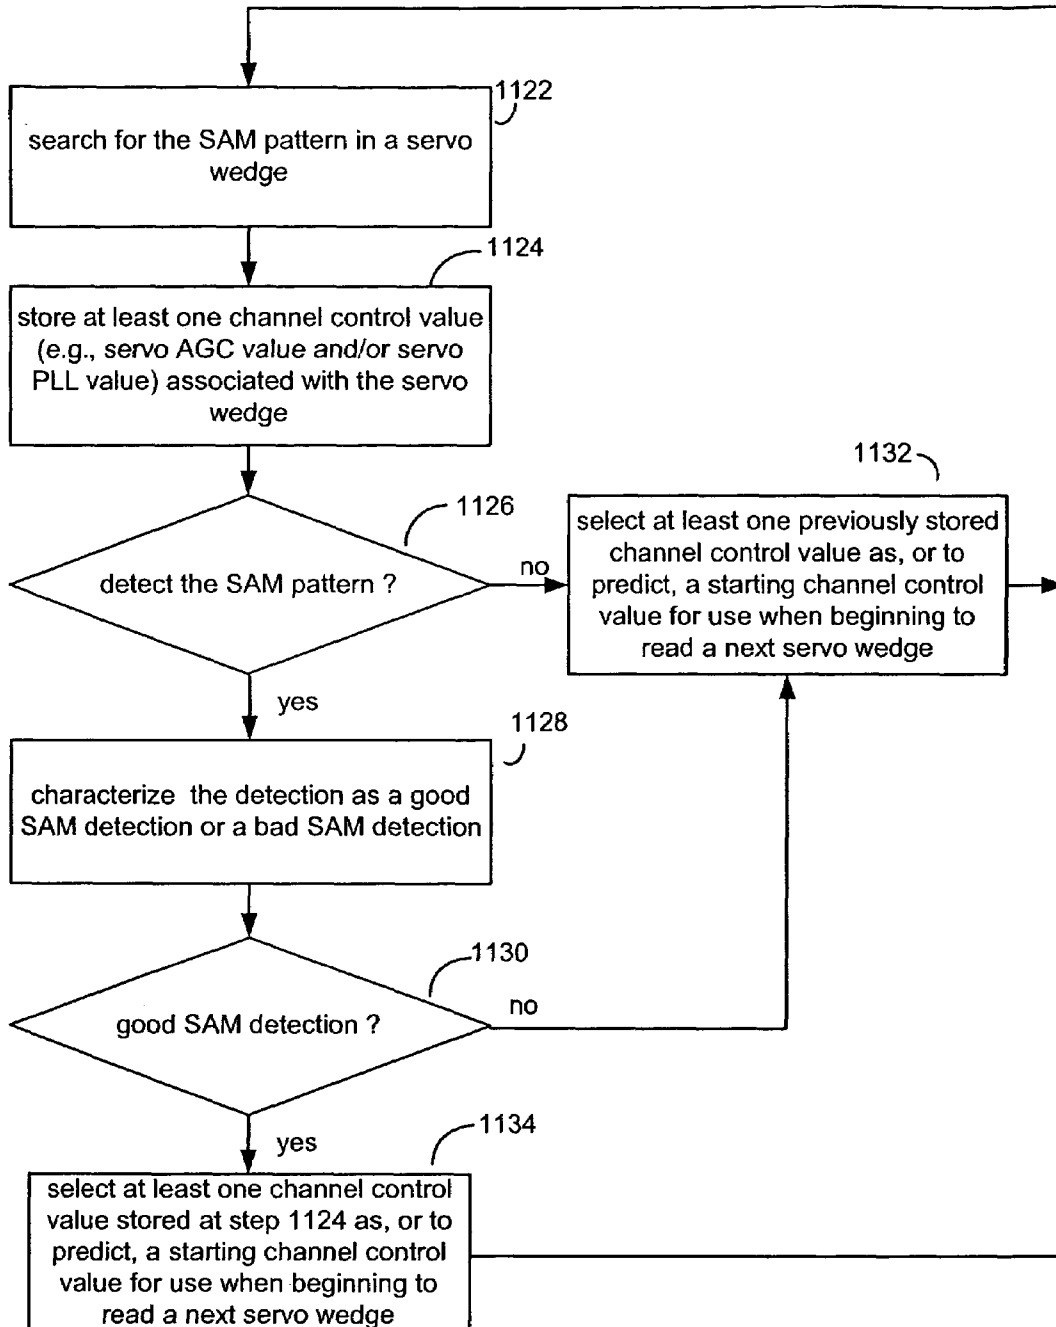 1122
search for the SAM pattern in a servo
wedge
1124
store at least one channel control value
(e.g., servo AGC value and/or servo
PLL value) associated with the servo
wedge
1132
1126
detect the SAM pattern ?
no
select at least one previously stored
channel control value as, or to
predict, a starting channel control
value for use when beginning to
read a next servo wedge
yes
1128
characterize the detection as a good
SAM detection or a bad SAM detection
1130
good SAM detection ?
no
yes
1134
select at least one channel control
value stored at step 1124 as, or to
predict, a starting channel control
value for use when beginning to
read a next servo wedge